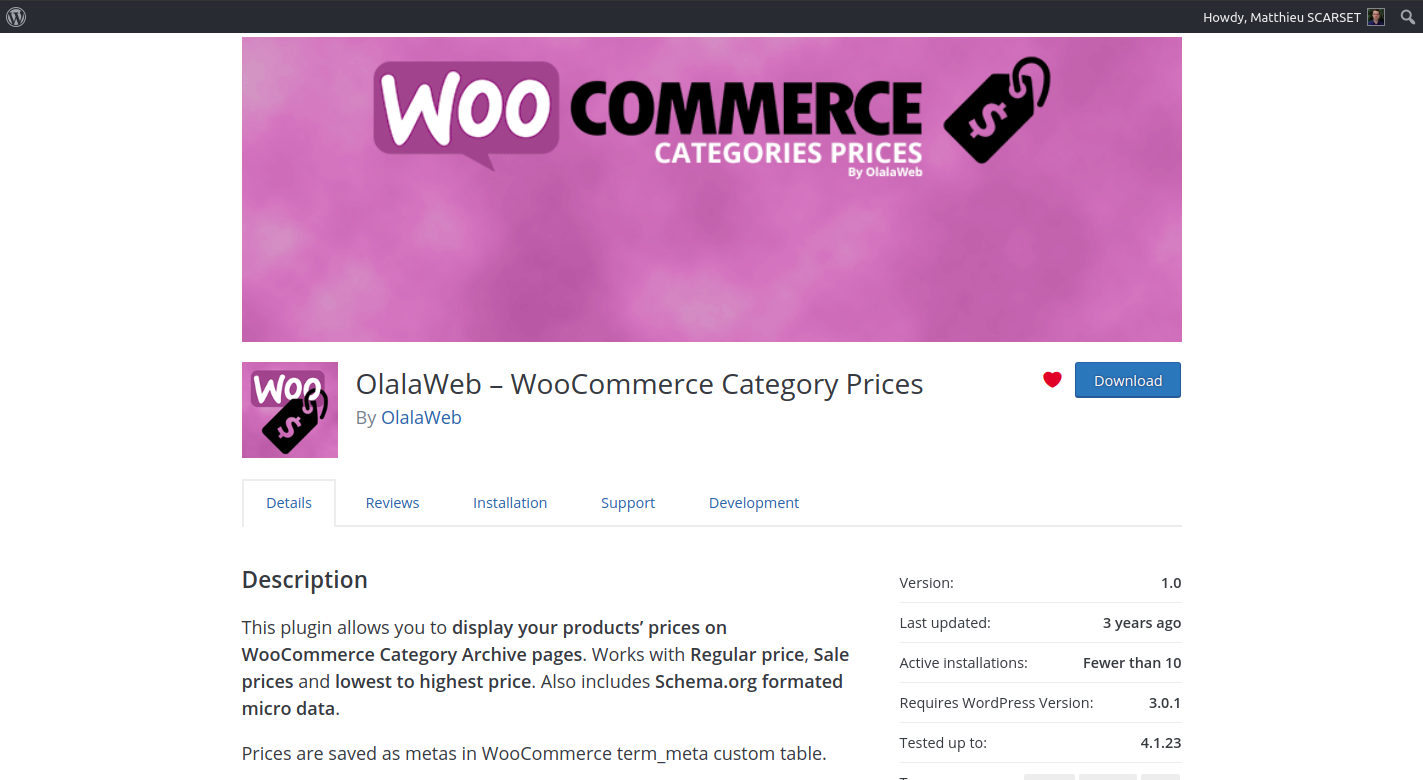 Howdy, Matthieu SCARSET
WOO COMMERCE
CATEGORIES PRICES
By OlalaWeb
WOO
OlalaWeb – WooCommerce Category Prices
Download
By OlalaWeb
Details Reviews Installation Support Development
Description
This plugin allows you to display your products’ prices on
WooCommerce Category Archive pages. Works with Regular price, Sale
prices and lowest to highest price. Also includes Schema.org formated
micro data.
Prices are saved as metas in WooCommerce term_meta custom table.
Version: 1.0
Last updated: 3 years ago
Active installations: Fewer than 10
Requires WordPress Version: 3.0.1
Tested up to: 4.1.23